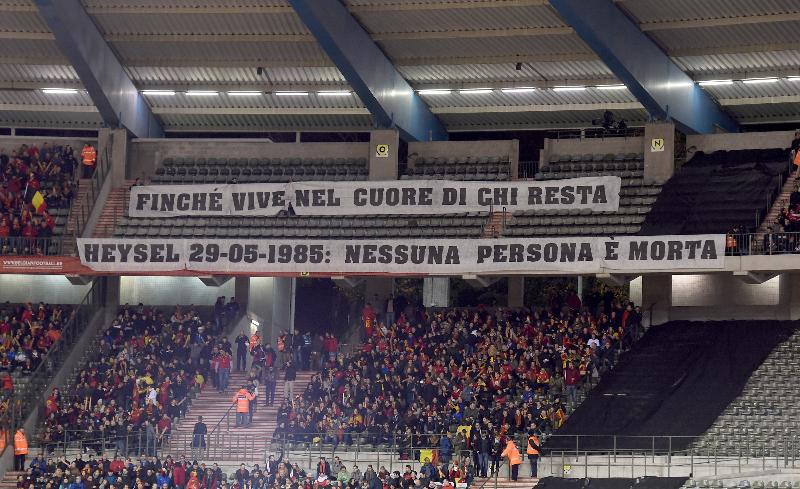 O
N
FINCHÉ VIVE NEL CUORE DI CHI RESTA
HEYSEL 29-05-1985: NESSUNA PERSONA È MORTA